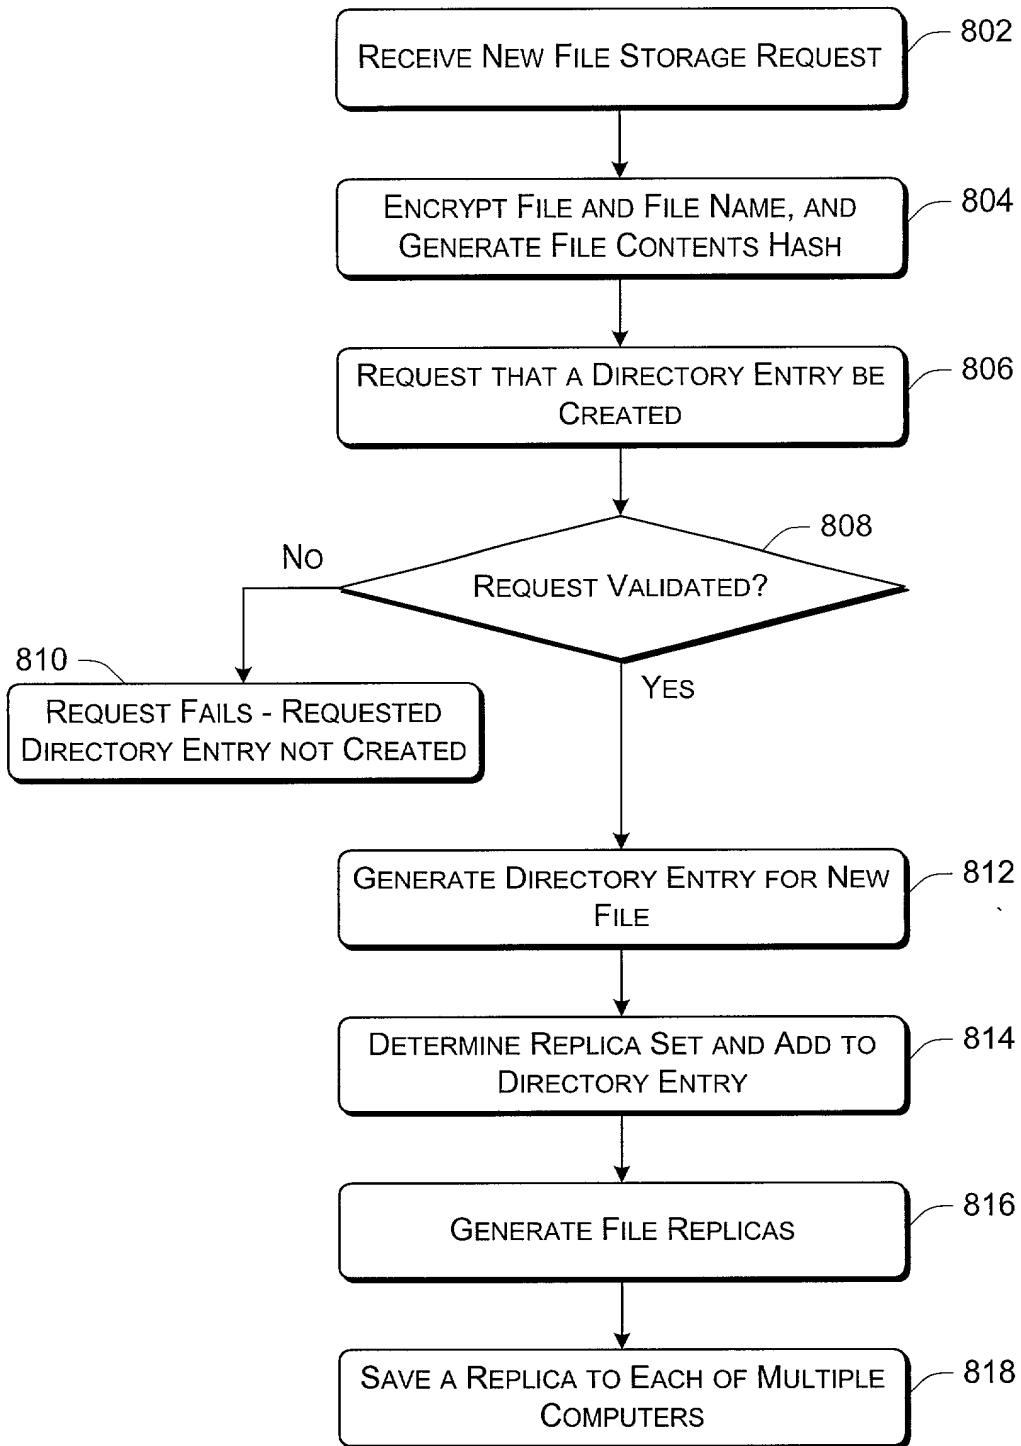 RECEIVE NEW FILE STORAGE REQUEST
802
ENCRYPT FILE AND FILE NAME, AND
GENERATE FILE CONTENTS HASH
804
REQUEST THAT A DIRECTORY ENTRY BE
CREATED
806
REQUEST VALIDATED?
808
NO
YES
810
REQUEST FAILS - REQUESTED
DIRECTORY ENTRY NOT CREATED
GENERATE DIRECTORY ENTRY FOR NEW
FILE
812
DETERMINE REPLICA SET AND ADD TO
DIRECTORY ENTRY
814
GENERATE FILE REPLICAS
816
SAVE A REPLICA TO EACH OF MULTIPLE
COMPUTERS
818